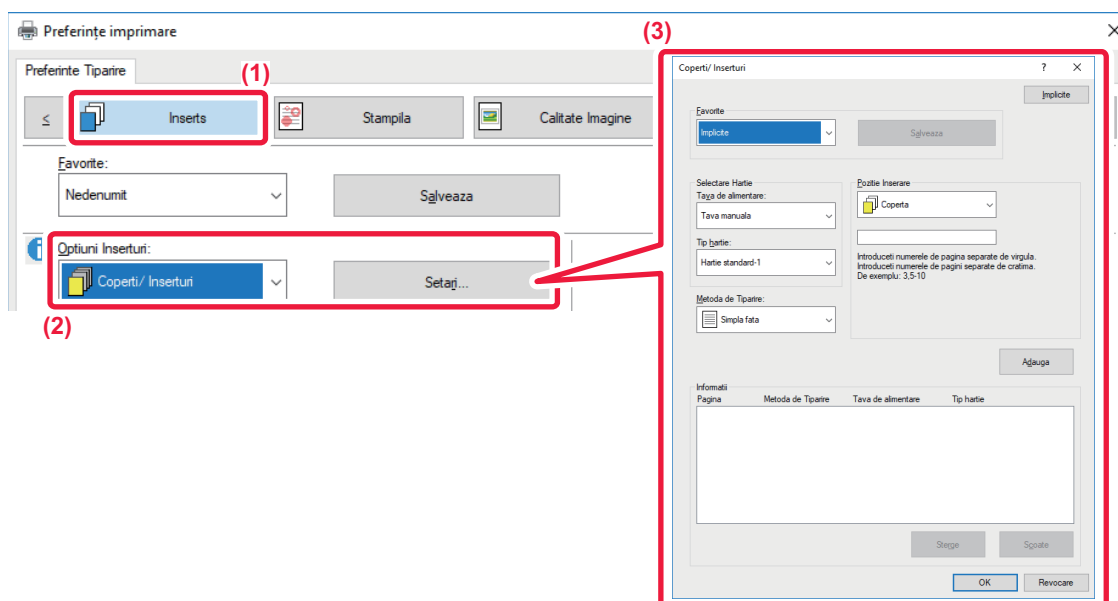 Preferințe imprimare
Preferinte Tiparire
(1)
<
Inserts
Stampila
Calitate Imagine
Favorite:
Nedenumit
Salveaza
Optiuni Inserturi:
Coperti/ Inserturi
Setari...
(2)
(3)
Coperti/ Inserturi
?
Implicite
Favorite
Implicite
Salveaza
Selectare Hartie
Tava de alimentare:
Tava manuala
Tip hartie:
Hartie standard-1
Pozitie Inserare
Coperta
Introduceti numerele de pagina separate de virgula.
Introduceti numerele de pagini separate de cratima.
De exemplu: 3,5-10
Metoda de Tiparire:
Simpla fata
Adauga
Informatii
Pagina Metoda de Tiparire Tava de alimentare Tip hartie
Sterge
Scoate
OK
Revocare